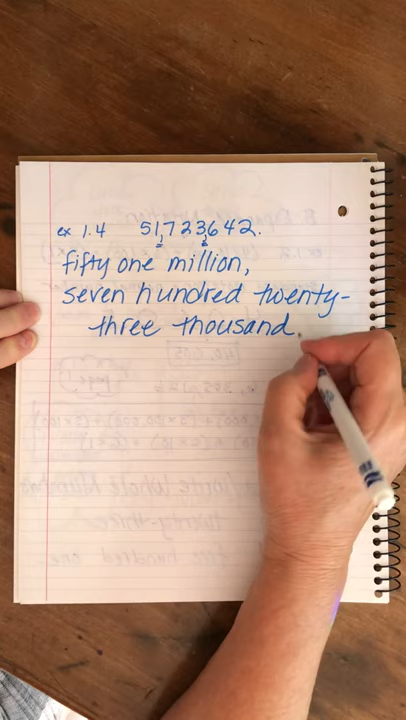 ex 1.4 51,723,642.
fifty one million,
seven hundred twenty-
three thousand